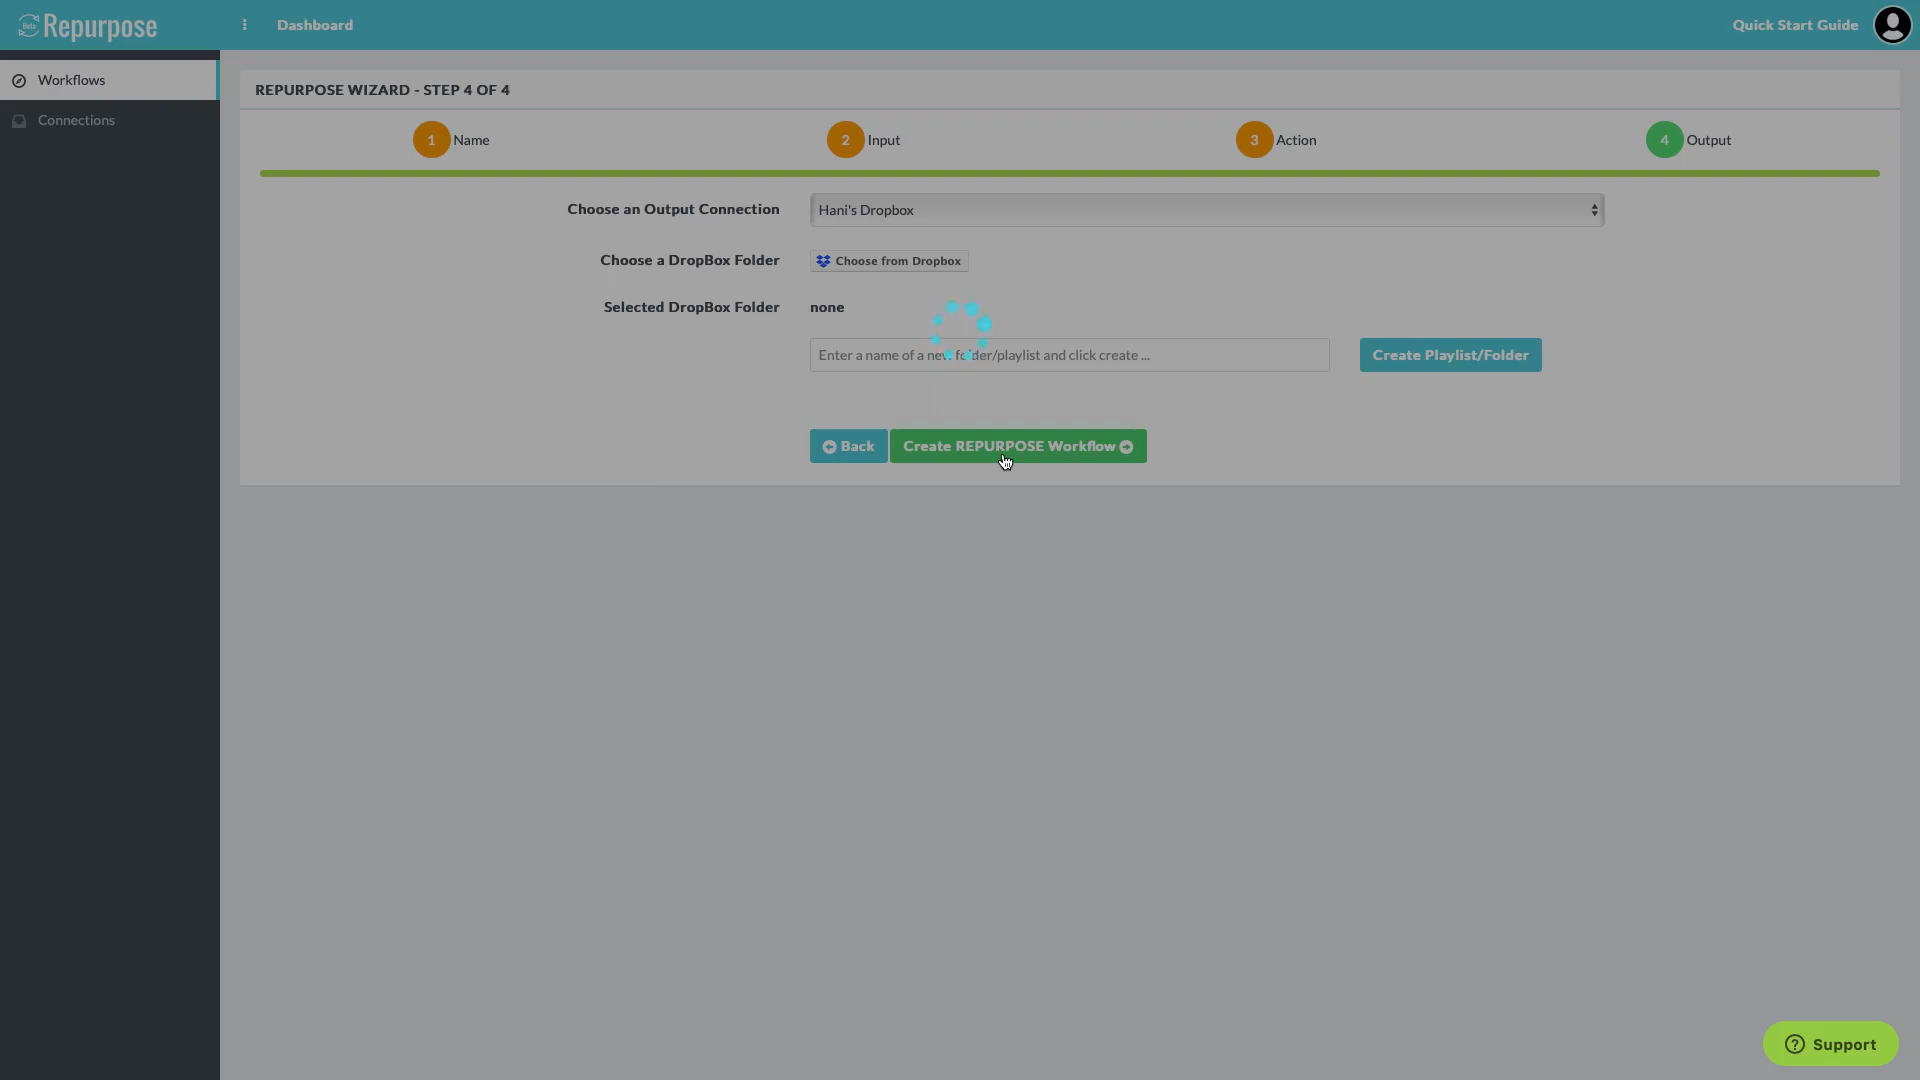 Beta Repurpose
Dashboard
Quick Start Guide
Workflows
Connections
REPURPOSE WIZARD - STEP 4 OF 4
1 Name
2 Input
3 Action
4 Output
Choose an Output Connection
Hani's Dropbox
Choose a DropBox Folder
Choose from Dropbox
Selected DropBox Folder
none
Enter a name of a new folder/playlist and click create ...
Create Playlist/Folder
Back
Create REPURPOSE Workflow
Support